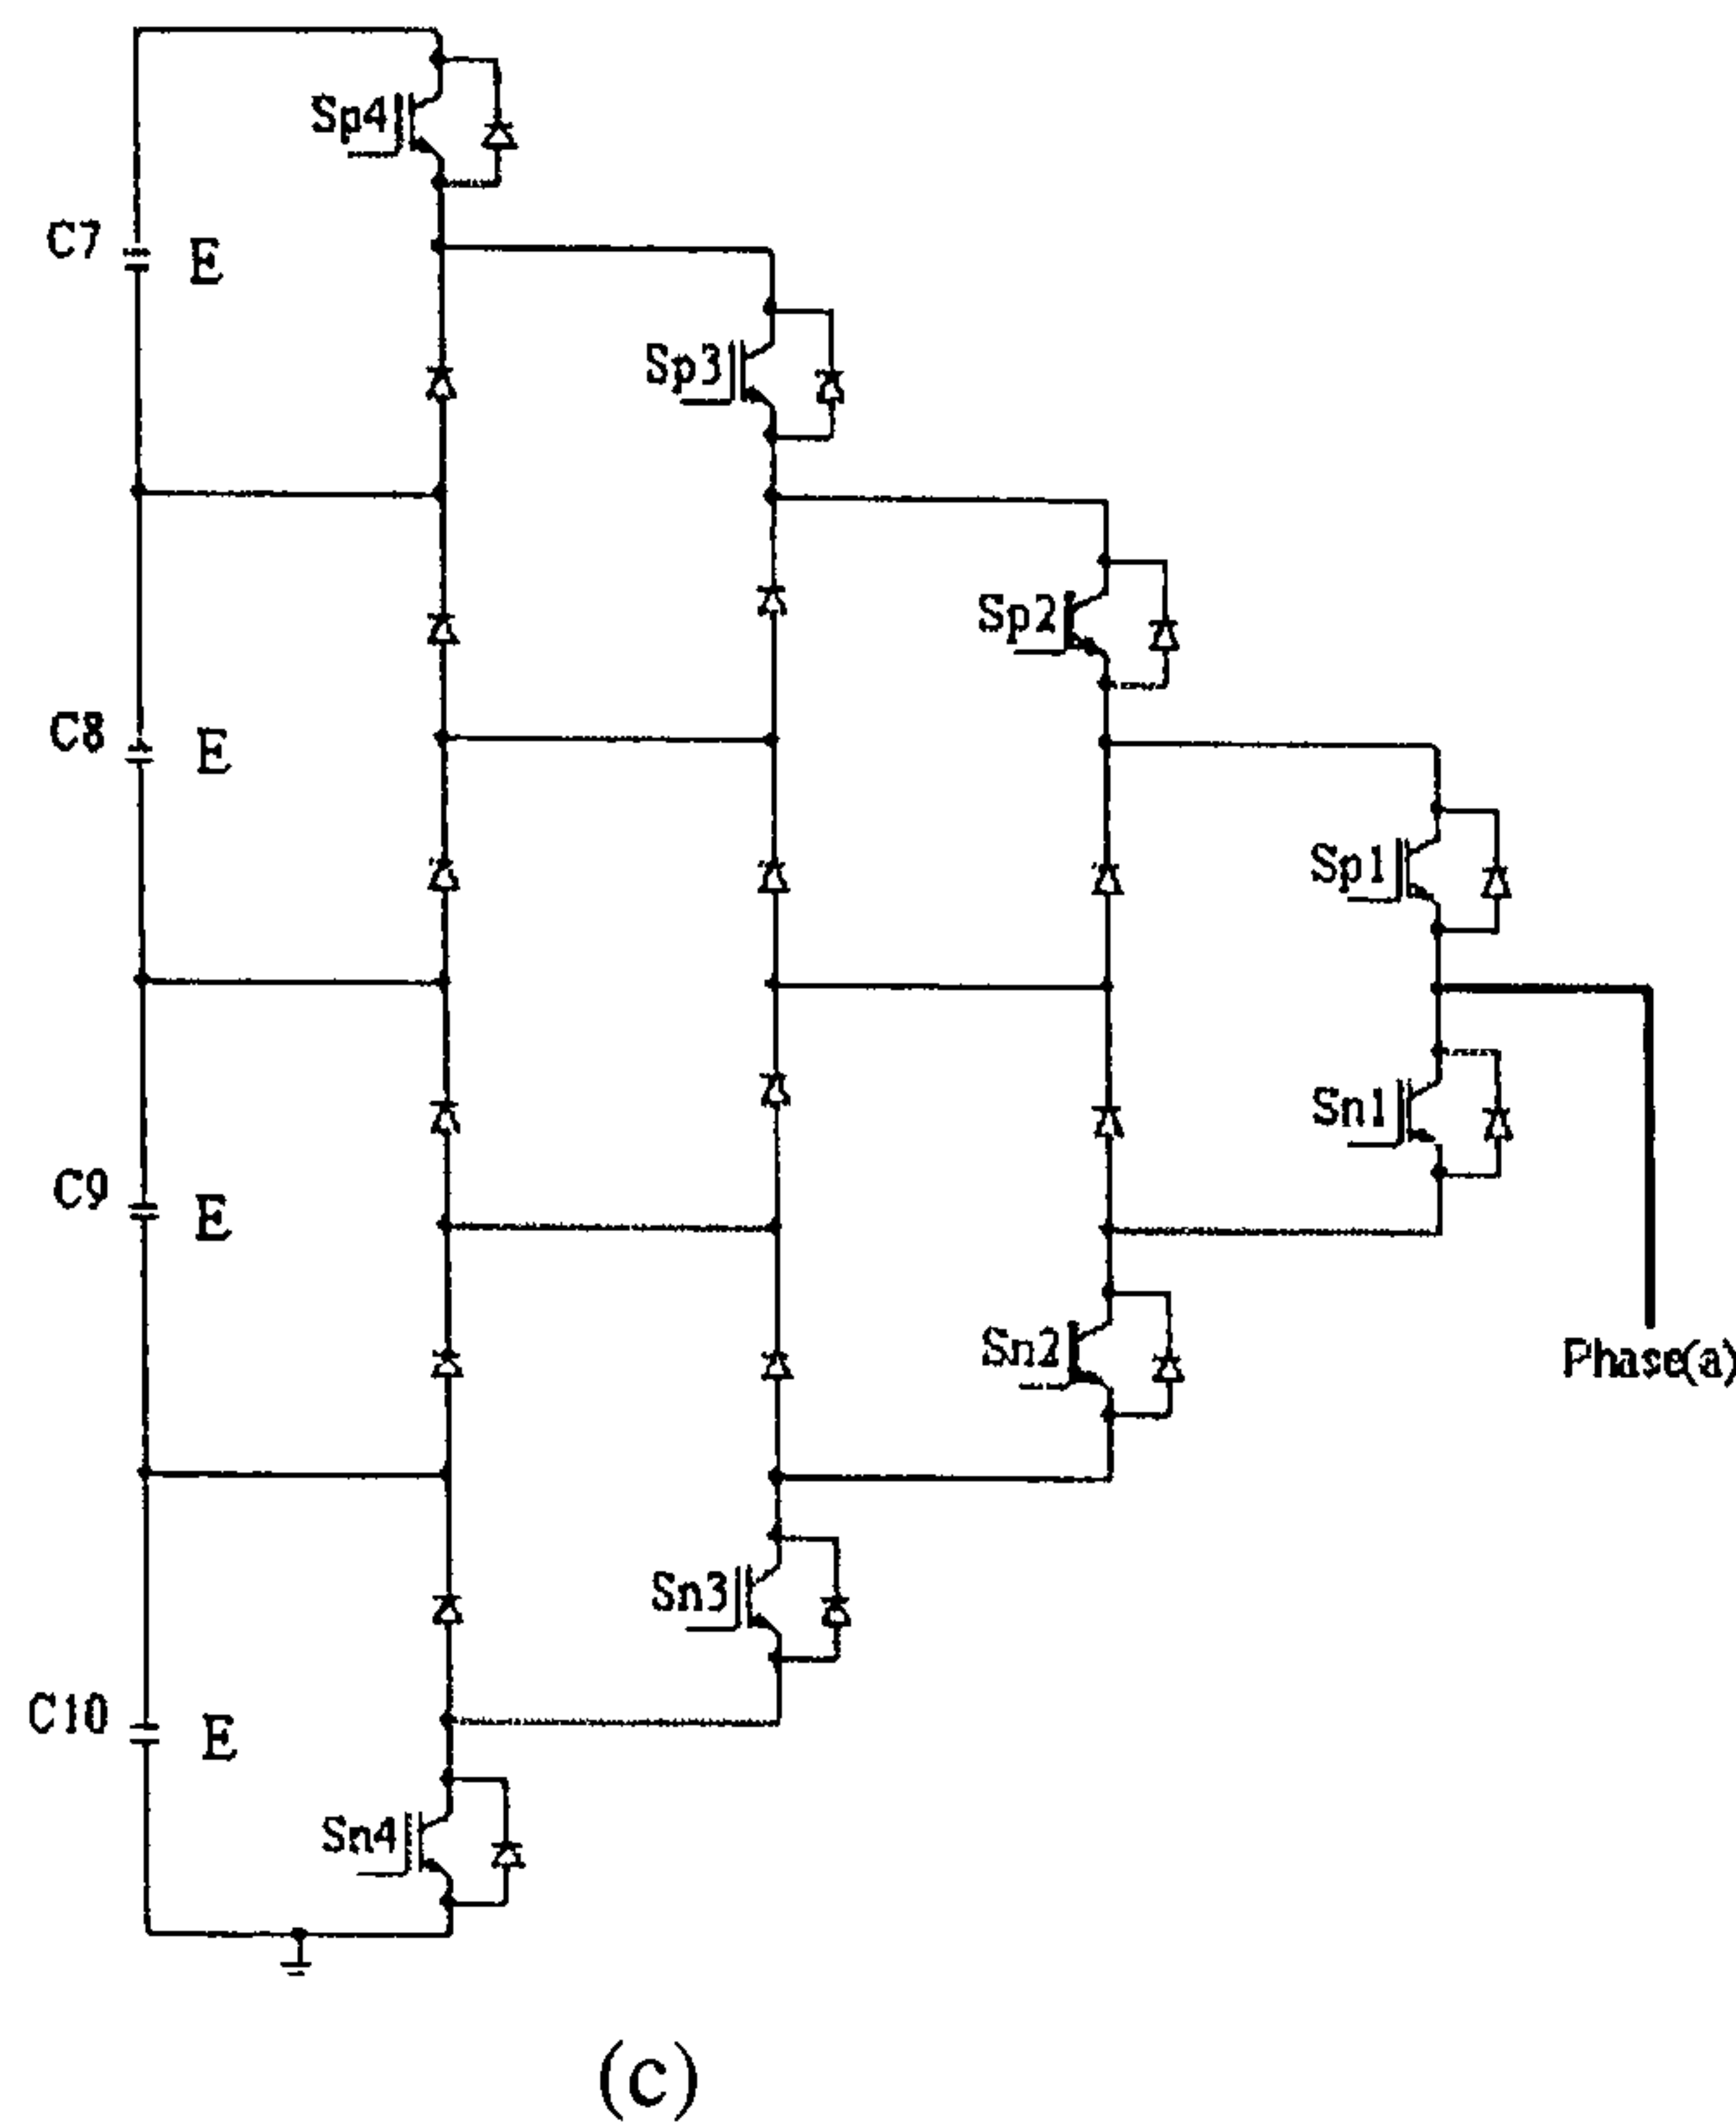 Sp4
C7 E
Sp3
Sp2
C8 E
Sp1
Sn1
C9 E
Sn2
Phase(a)
Sn3
C10 E
Sn4
(c)